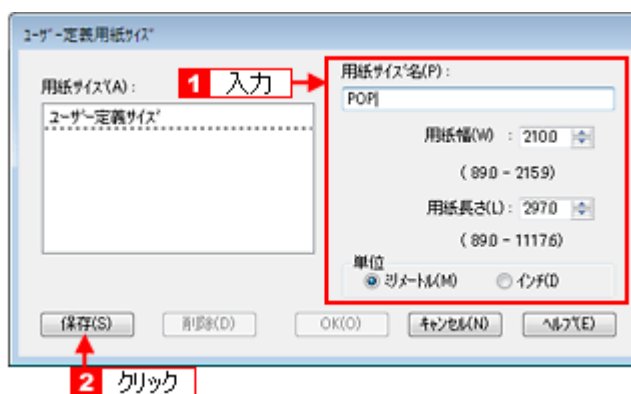 ユーザー定義用紙サイズ
用紙サイズ(A):
1 入力
用紙サイズ名(P):
ユーザー定義サイズ
POP
用紙幅(W) : 210.0
( 89.0 - 215.9)
用紙長さ(L): 297.0
( 89.0 - 1117.6)
単位
ミリメートル(M) インチ(I)
保存(S) 削除(D) OK(O) キャンセル(N) ヘルプ(E)
2 クリック